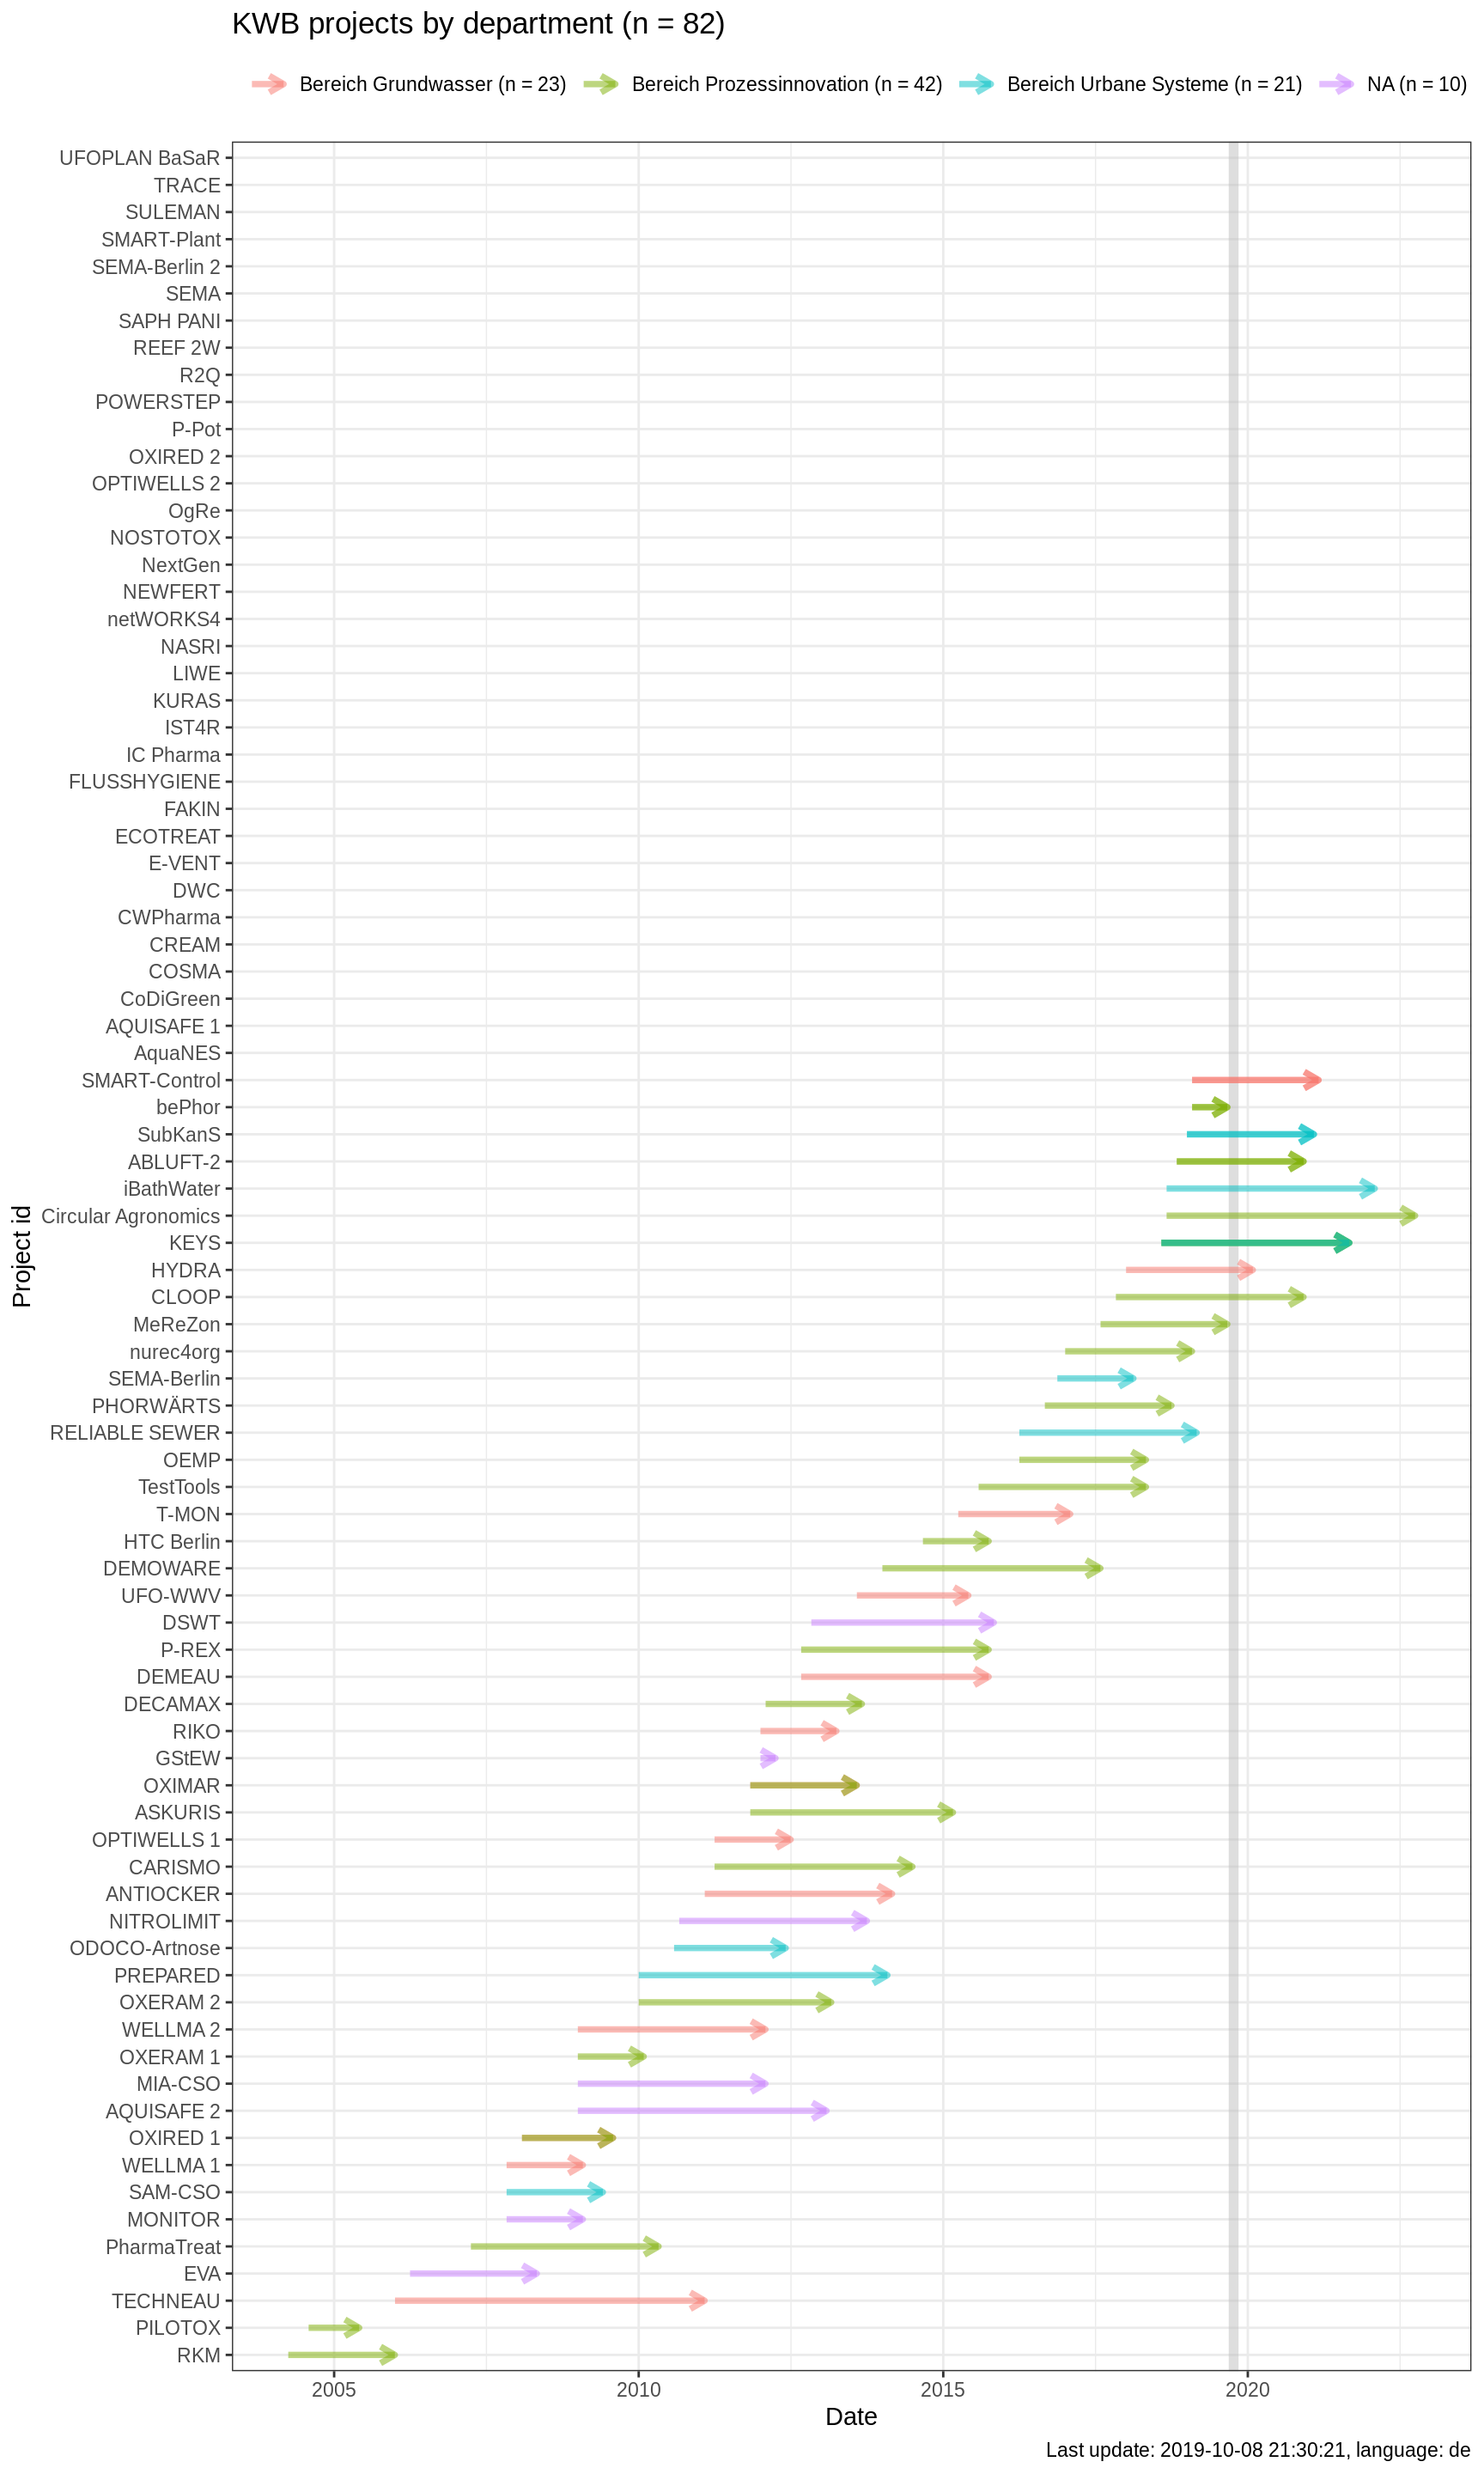 KWB projects by department (n = 82)
Bereich Grundwasser (n = 23) Bereich Prozessinnovation (n = 42) Bereich Urbane Systeme (n = 21) NA (n = 10)
UFOPLAN BaSaR
TRACE
SULEMAN
SMART-Plant
SEMA-Berlin 2
SEMA
SAPH PANI
REEF 2W
R2Q
POWERSTEP
P-Pot
OXIRED 2
OPTIWELLS 2
OgRe
NOSTOTOX
NextGen
NEWFERT
netWORKS4
NASRI
LIWE
KURAS
IST4R
IC Pharma
FLUSSHYGIENE
FAKIN
ECOTREAT
E-VENT
DWC
CWPharma
CREAM
COSMA
CoDiGreen
AQUISAFE 1
AquaNES
SMART-Control
bePhor
SubKanS
ABLUFT-2
iBathWater
Circular Agronomics
KEYS
HYDRA
CLOOP
MeReZon
nurec4org
SEMA-Berlin
PHORWÄRTS
RELIABLE SEWER
OEMP
TestTools
T-MON
HTC Berlin
DEMOWARE
UFO-WWV
DSWT
P-REX
DEMEAU
DECAMAX
RIKO
GStEW
OXIMAR
ASKURIS
OPTIWELLS 1
CARISMO
ANTIOCKER
NITROLIMIT
ODOCO-Artnose
PREPARED
OXERAM 2
WELLMA 2
OXERAM 1
MIA-CSO
AQUISAFE 2
OXIRED 1
WELLMA 1
SAM-CSO
MONITOR
PharmaTreat
EVA
TECHNEAU
PILOTOX
RKM
Project id
2005 2010 2015 2020
Date
Last update: 2019-10-08 21:30:21, language: de